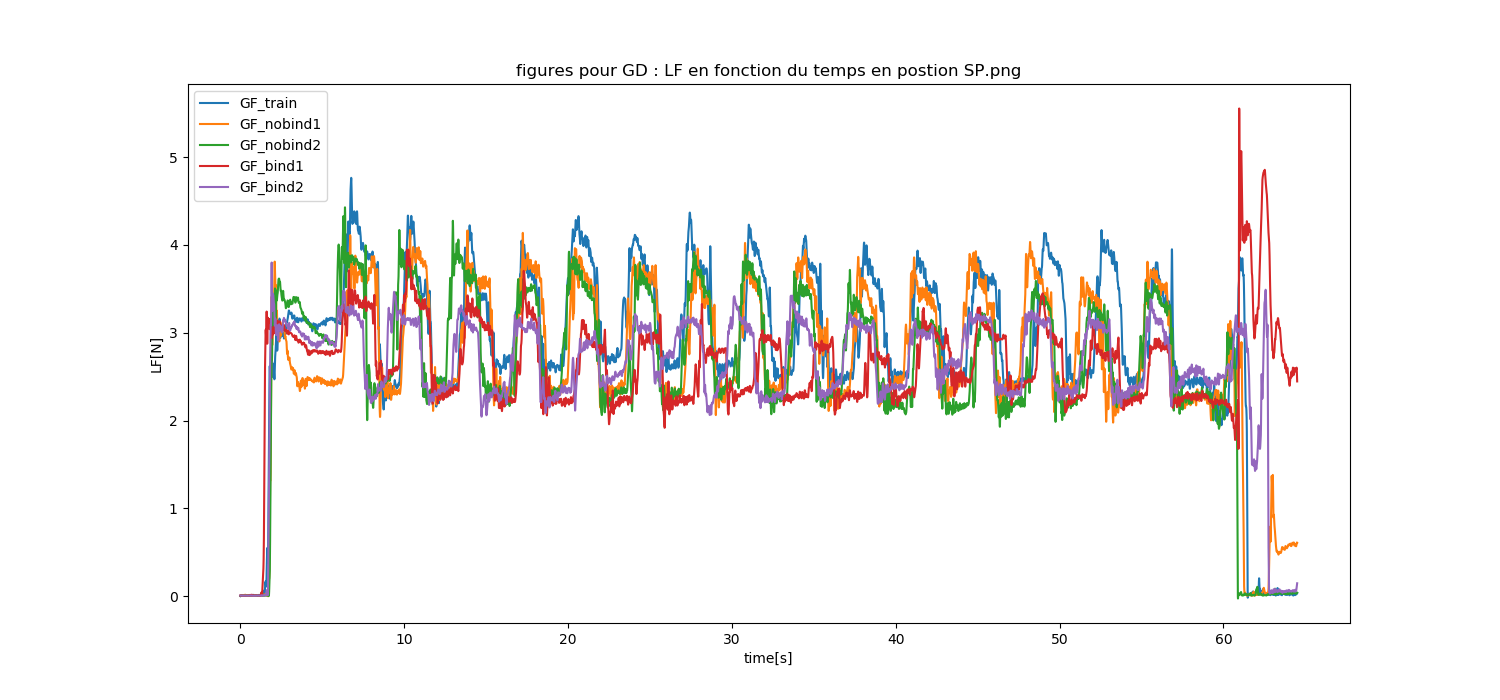 figures pour GD : LF en fonction du temps en postion SP.png
GF_train
GF_nobind1
GF_nobind2
GF_bind1
GF_bind2
LF[N]
5
4
3
2
1
0
0 10 20 30 40 50 60
time[s]